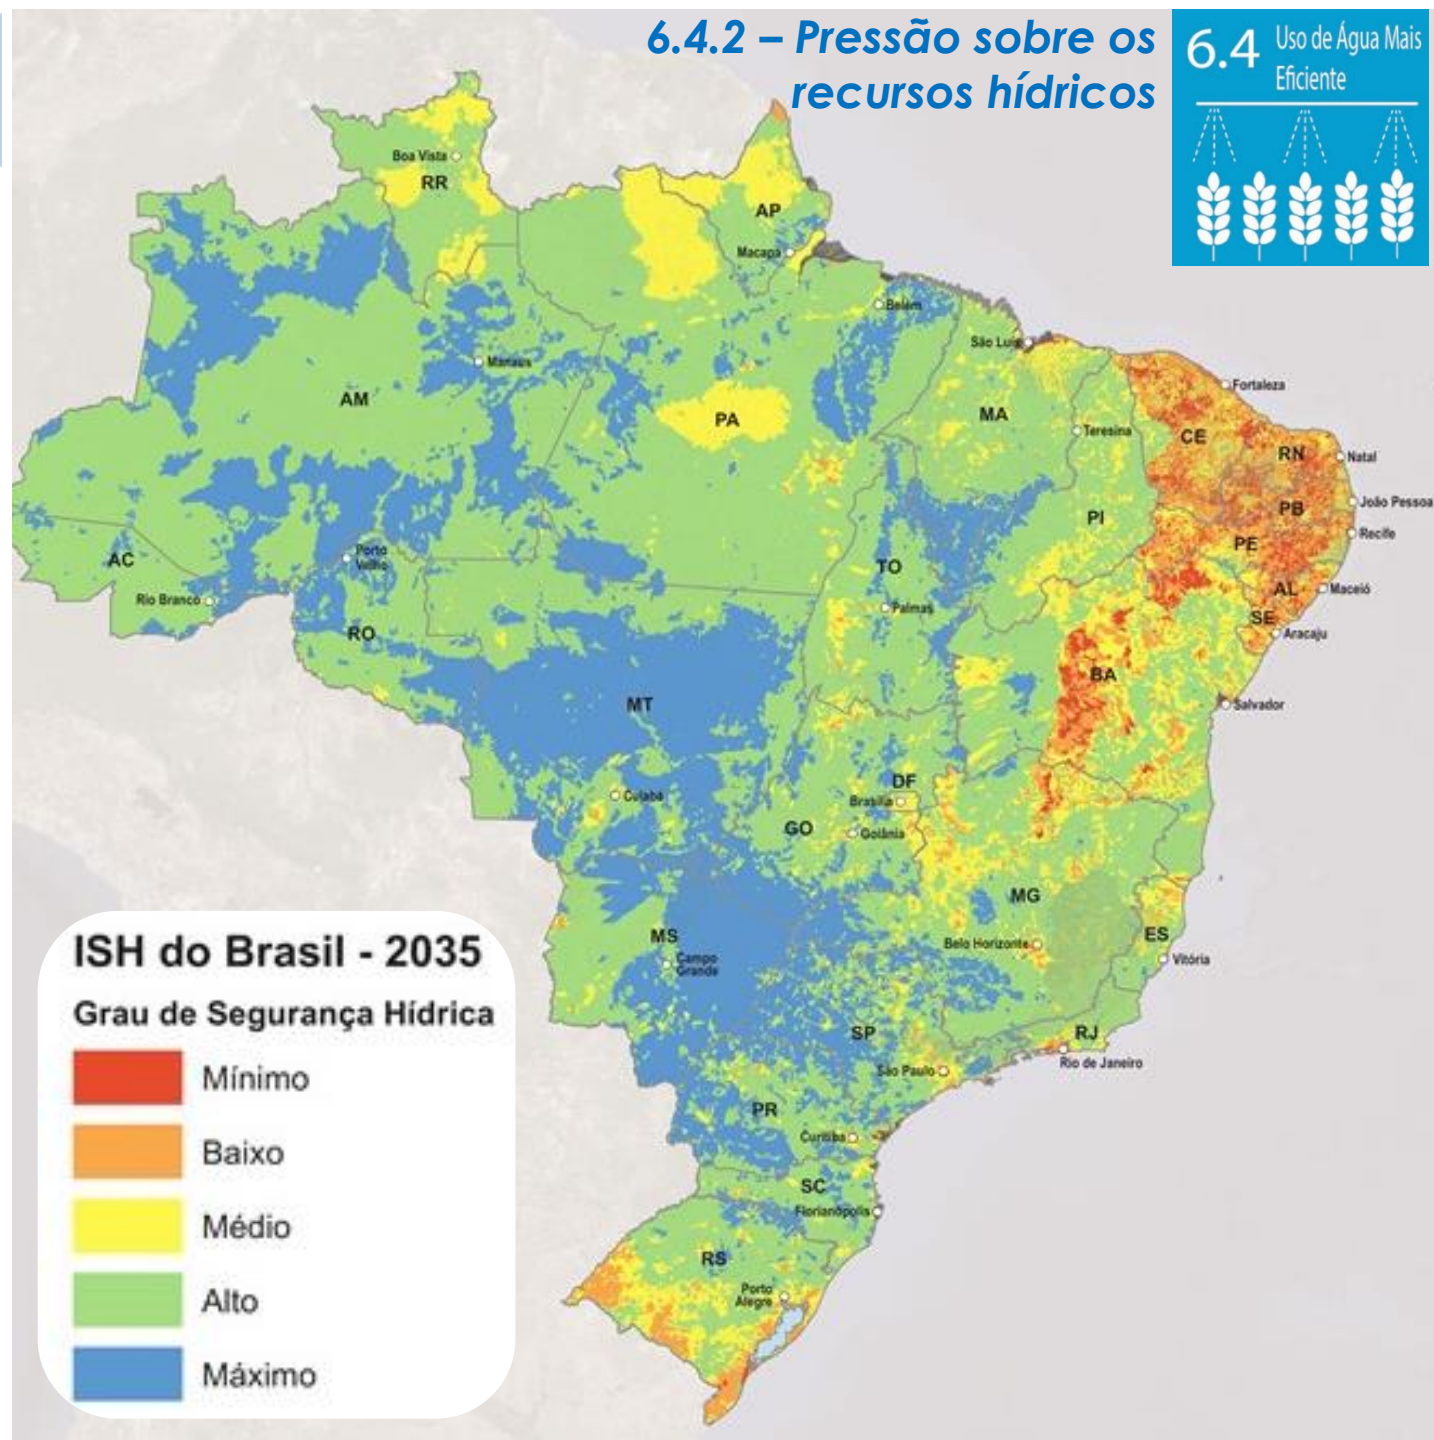 6.4.2 – Pressão sobre os
recursos hídricos
6.4 Uso de Água Mais
Eficiente
Boa Vista
RR
AP
Macapa
Belém
São Luis
Manaus
Fortaleza
AM
PA
MA
Teresina
CE
RN
Natal
João Pessoa
PB
PI
Recife
PE
AC
Porto
Velho
TO
AL
Maceió
Rio Branco
Palmas
SE
Aracaju
RO
BA
MT
Salvador
DF
Cuiabá
Brasília
GO
Goiânia
MG
MS
Belo Horizonte
ES
Vitória
Campo
Grande
SP
RJ
Rio de Janeiro
São Paulo
PR
Curitiba
SC
Florianópolis
RS
Porto
Alegre
ISH do Brasil - 2035
Grau de Segurança Hídrica
Mínimo
Baixo
Médio
Alto
Máximo